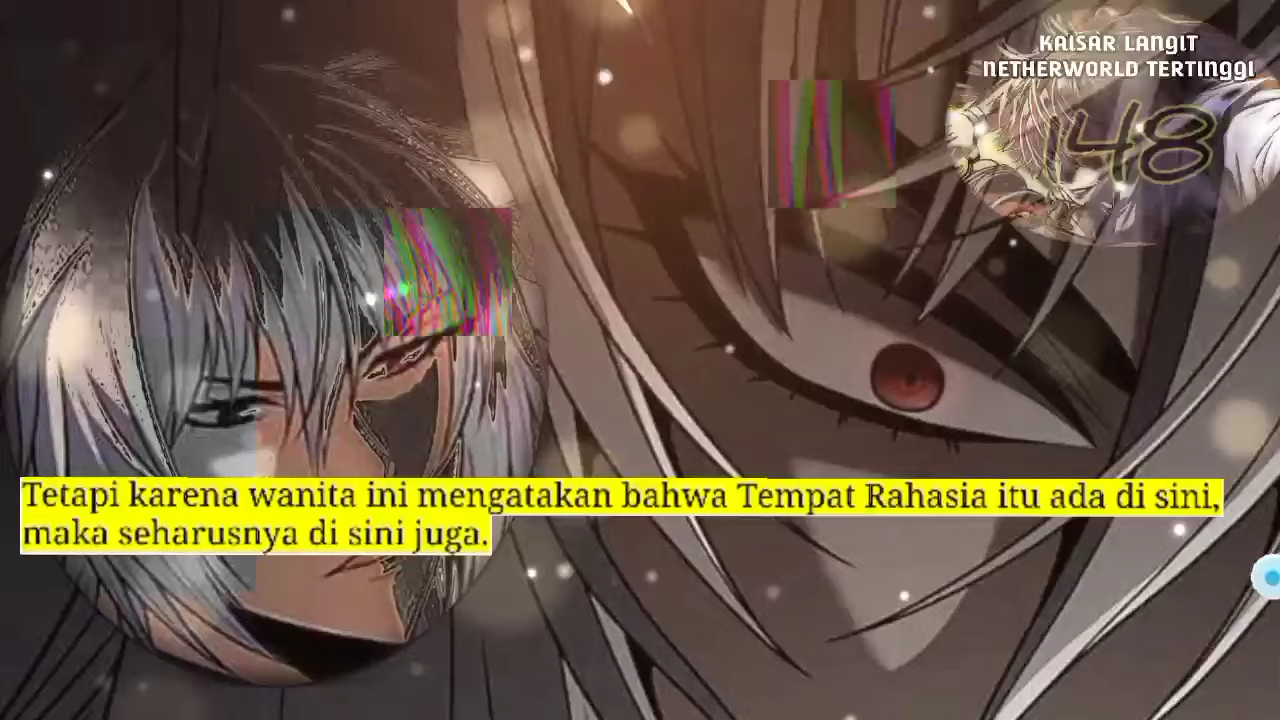 KAISAR LANGIT
NETHERWORLD TERTINGGI
148
Tetapi karena wanita ini mengatakan bahwa Tempat Rahasia itu ada di sini,
maka seharusnya di sini juga.